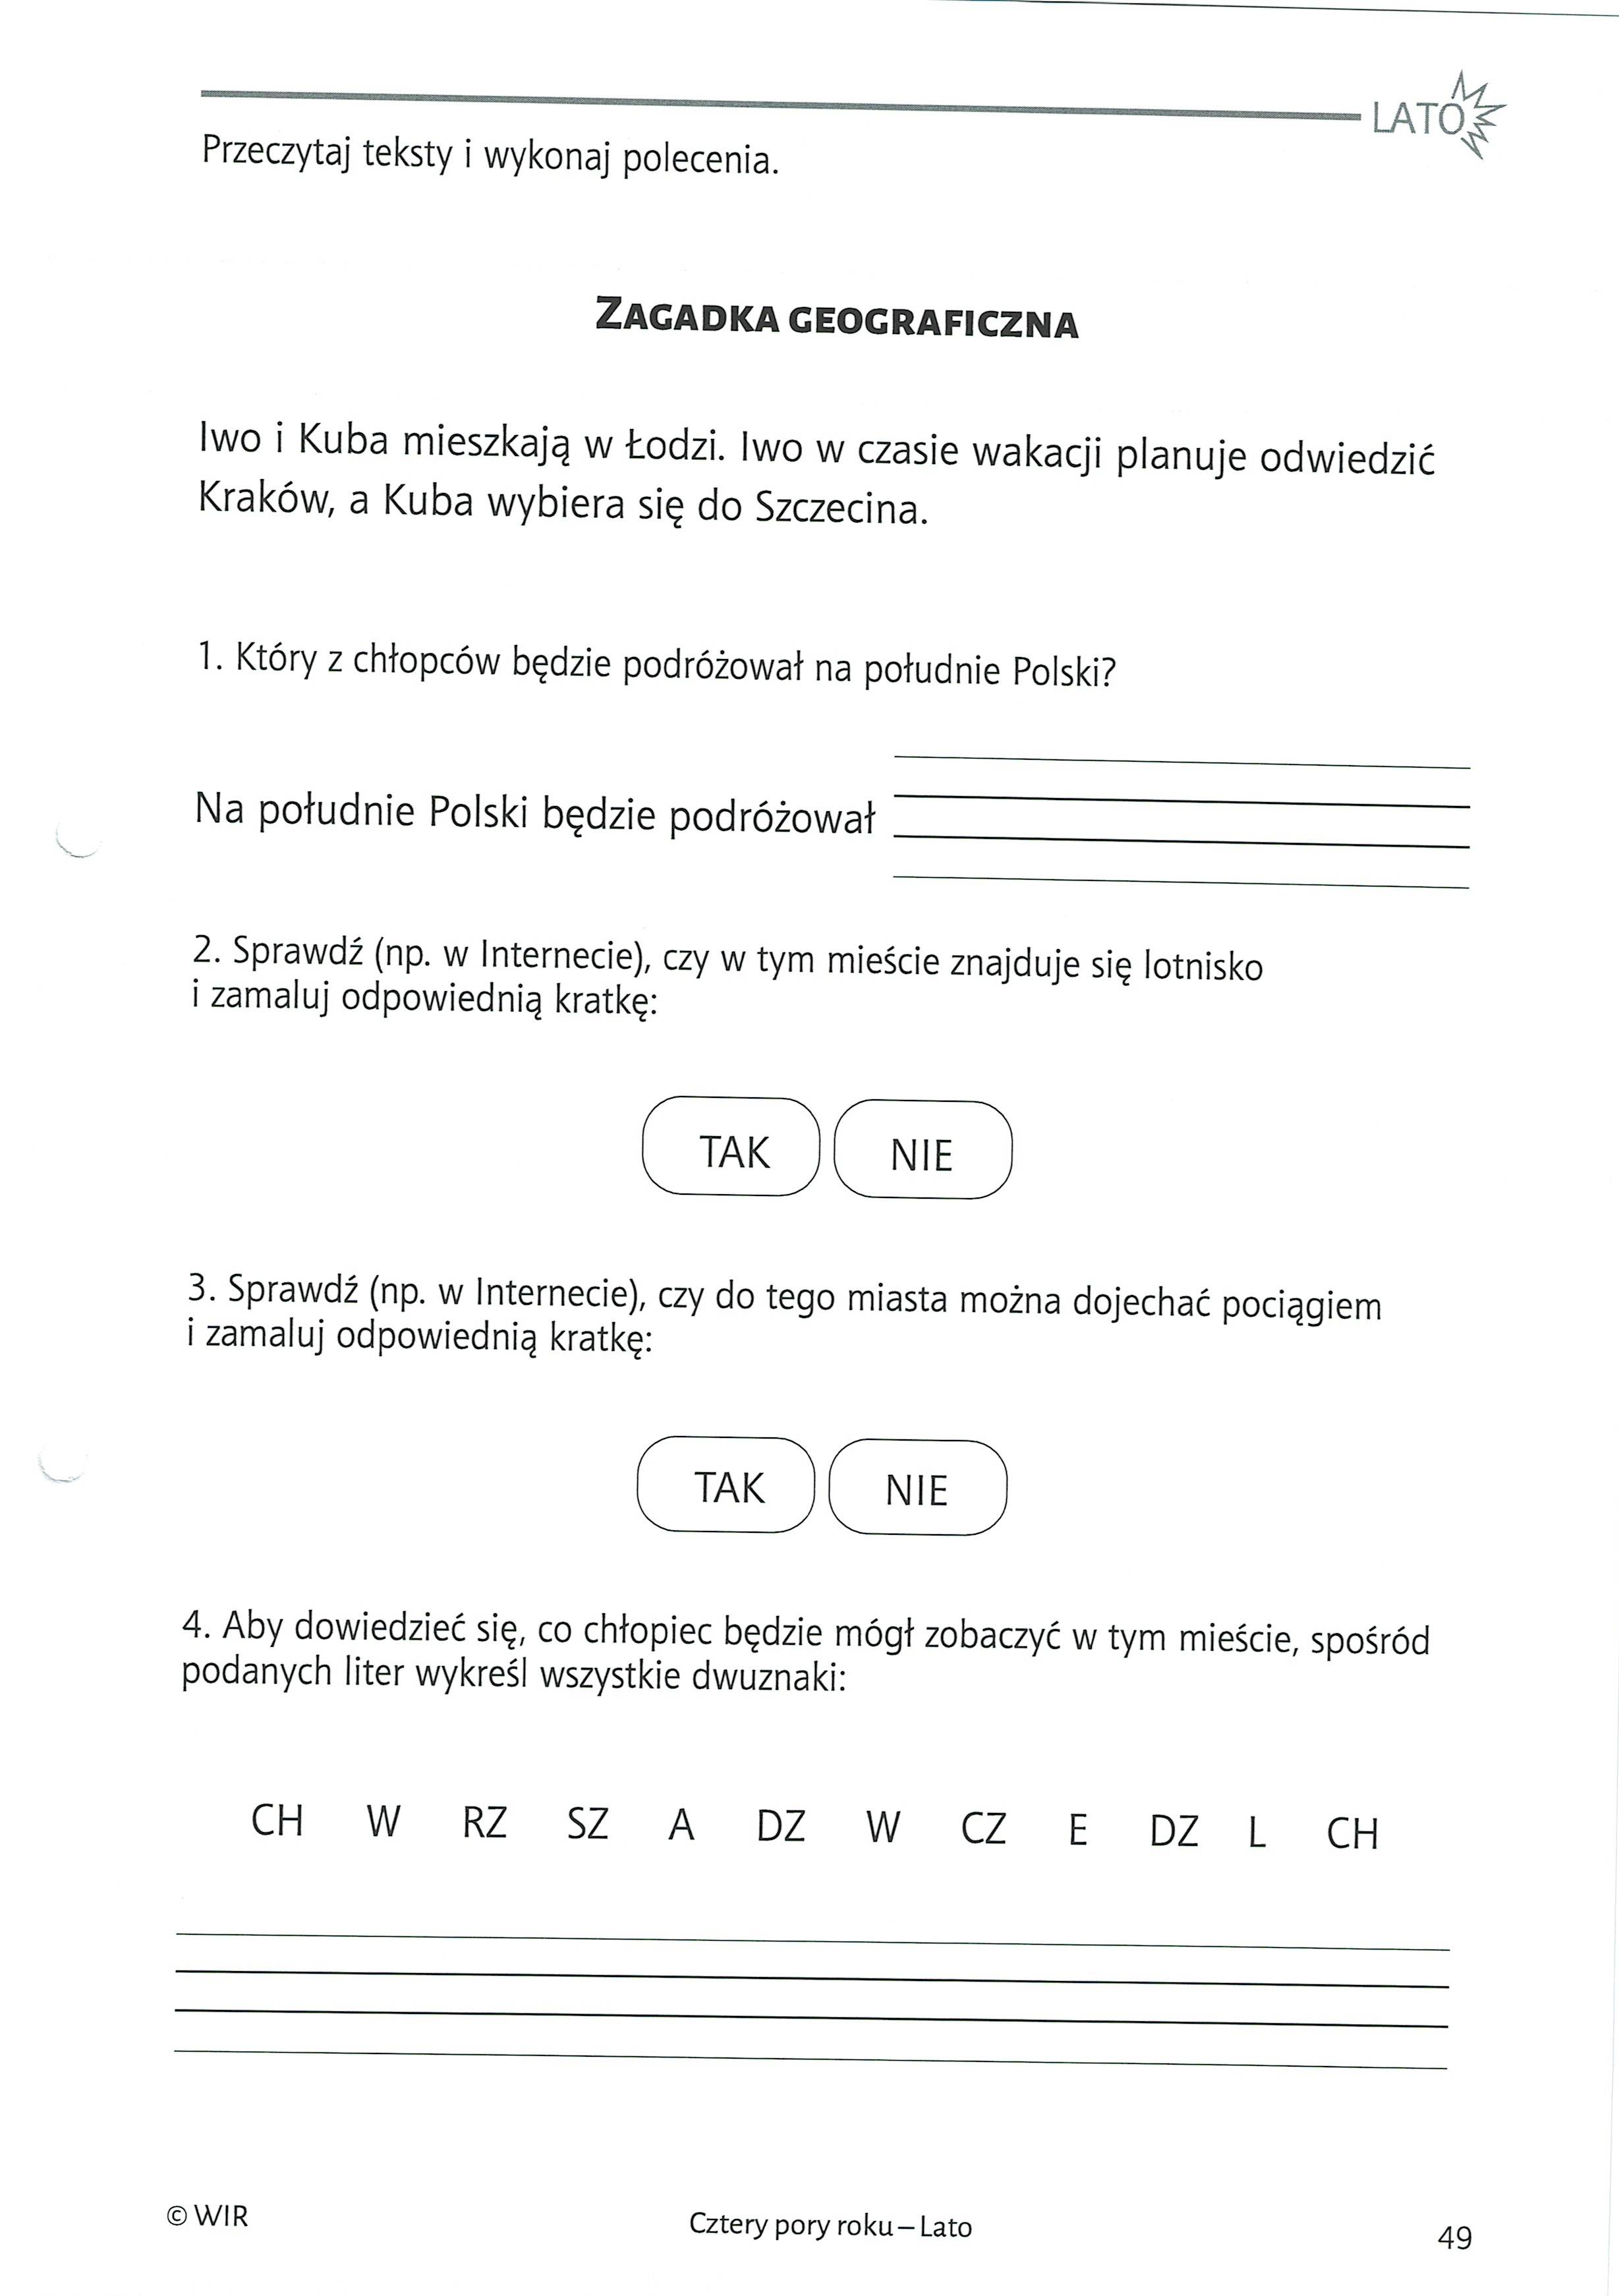 LATO
Przeczytaj teksty i wykonaj polecenia.
ZAGADKA GEOGRAFICZNA
Iwo i Kuba mieszkają w Łodzi. Iwo w czasie wakacji planuje odwiedzić
Kraków, a Kuba wybiera się do Szczecina.
1. Który z chłopców będzie podróżował na południe Polski?
Na południe Polski będzie podróżował
2. Sprawdź (np. w Internecie), czy w tym mieście znajduje się lotnisko
i zamaluj odpowiednią kratkę:
TAK NIE
3. Sprawdź (np. w Internecie), czy do tego miasta można dojechać pociągiem
i zamaluj odpowiednią kratkę:
TAK NIE
4. Aby dowiedzieć się, co chłopiec będzie mógł zobaczyć w tym mieście, spośród
podanych liter wykreśl wszystkie dwuznaki:
CH W RZ SZ A DZ W CZ E DZ L CH
© WIR Cztery pory roku – Lato 49